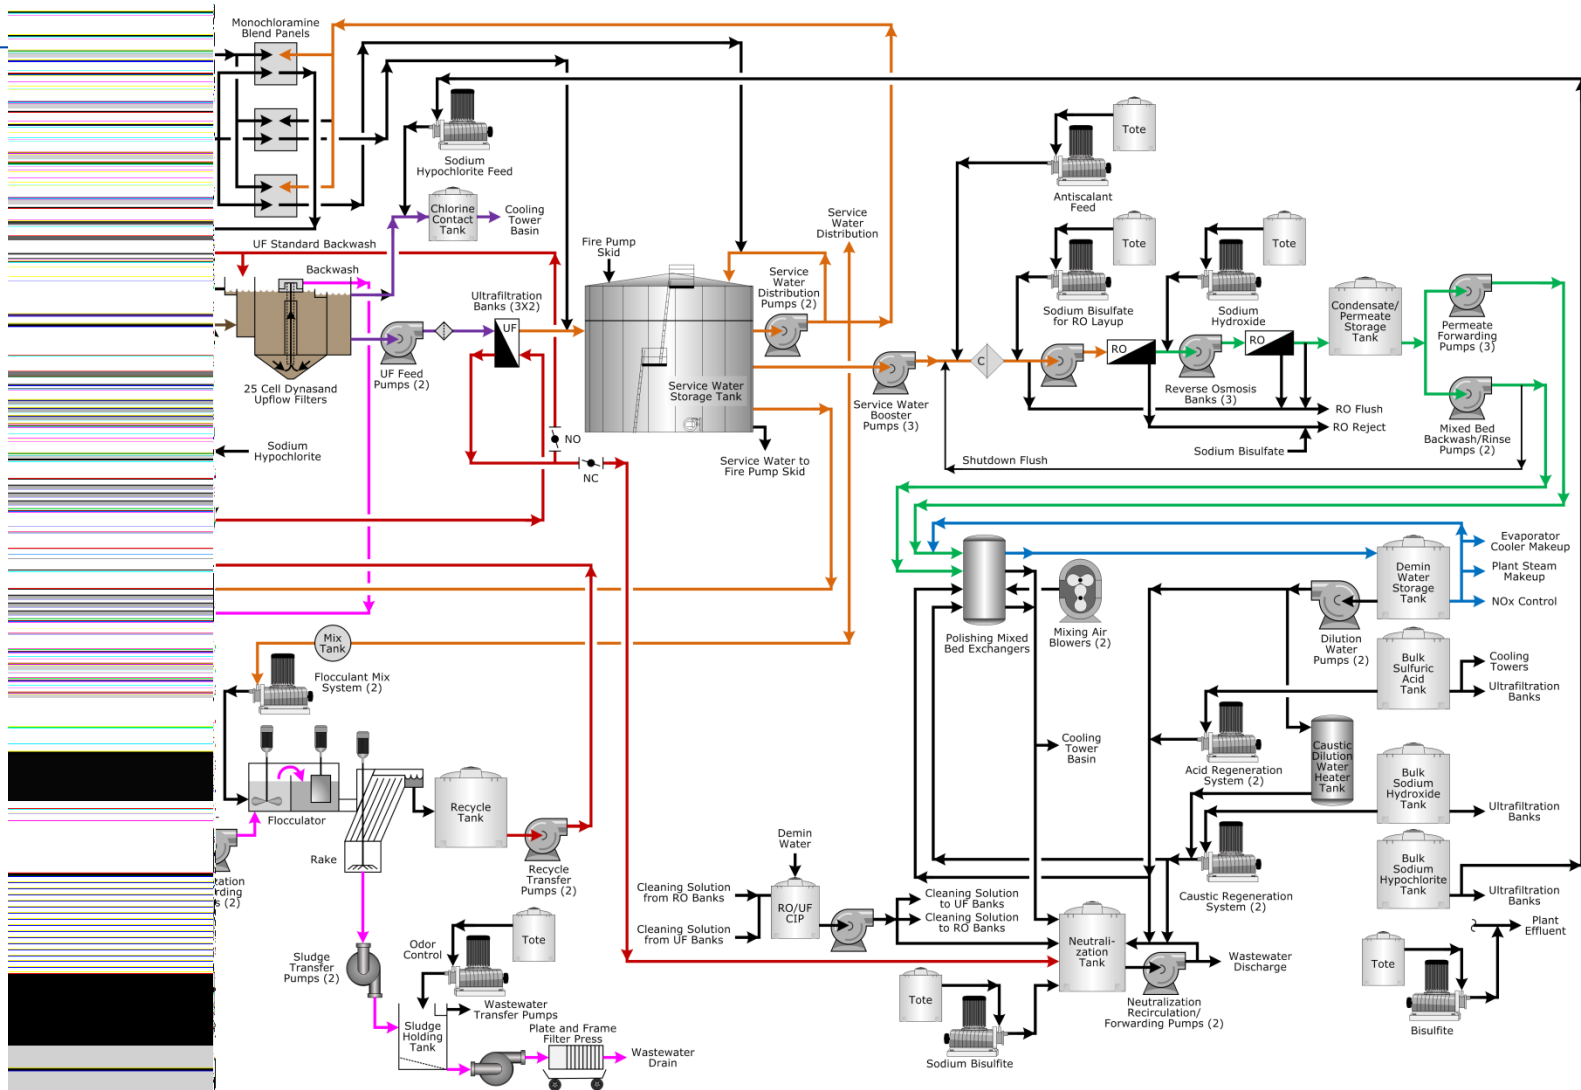 Monochloramine
Blend Panels
Sodium
Hypochlorite Feed
Tote
Antiscalant
Feed
Chlorine
Contact
Tank
Cooling
Tower
Basin
Service
Water
Distribution
UF Standard Backwash
Backwash
Fire Pump
Skid
Service
Water
Distribution
Pumps (2)
Tote
Sodium Bisulfate
for RO Layup
Tote
Sodium
Hydroxide
Condensate/
Permeate
Storage
Tank
Permeate
Forwarding
Pumps (3)
Ultrafiltration
Banks (3X2)
UF
UF Feed
Pumps (2)
25 Cell Dynasand
Upflow Filters
Service Water
Storage Tank
Service Water
Booster
Pumps (3)
C
RO
RO
Reverse Osmosis
Banks (3)
RO Flush
RO Reject
Sodium Bisulfate
Mixed Bed
Backwash/Rinse
Pumps (2)
Sodium
Hypochlorite
NO
NC
Service Water to
Fire Pump Skid
Shutdown Flush
Polishing Mixed
Bed Exchangers
Mixing Air
Blowers (2)
Dilution
Water
Pumps (2)
Demin
Water
Storage
Tank
Evaporator
Cooler Makeup
Plant Steam
Makeup
NOx Control
Mix
Tank
Flocculant Mix
System (2)
Bulk
Sulfuric
Acid
Tank
Cooling
Towers
Ultrafiltration
Banks
Cooling
Tower
Basin
Acid Regeneration
System (2)
Caustic
Dilution
Water
Heater
Tank
Bulk
Sodium
Hydroxide
Tank
Ultrafiltration
Banks
Flocculator
Rake
Recycle
Tank
Recycle
Transfer
Pumps (2)
Demin
Water
Caustic Regeneration
System (2)
Bulk
Sodium
Hypochlorite
Tank
Ultrafiltration
Banks
Cleaning Solution
from RO Banks
Cleaning Solution
from UF Banks
RO/UF
CIP
Cleaning Solution
to UF Banks
Cleaning Solution
to RO Banks
Neutrali-
zation
Tank
Wastewater
Discharge
Plant
Effluent
Sludge
Transfer
Pumps (2)
Odor
Control
Tote
Wastewater
Transfer Pumps
Sludge
Holding
Tank
Plate and Frame
Filter Press
Wastewater
Drain
Tote
Sodium Bisulfite
Neutralization
Recirculation/
Forwarding Pumps (2)
Tote
Bisulfite